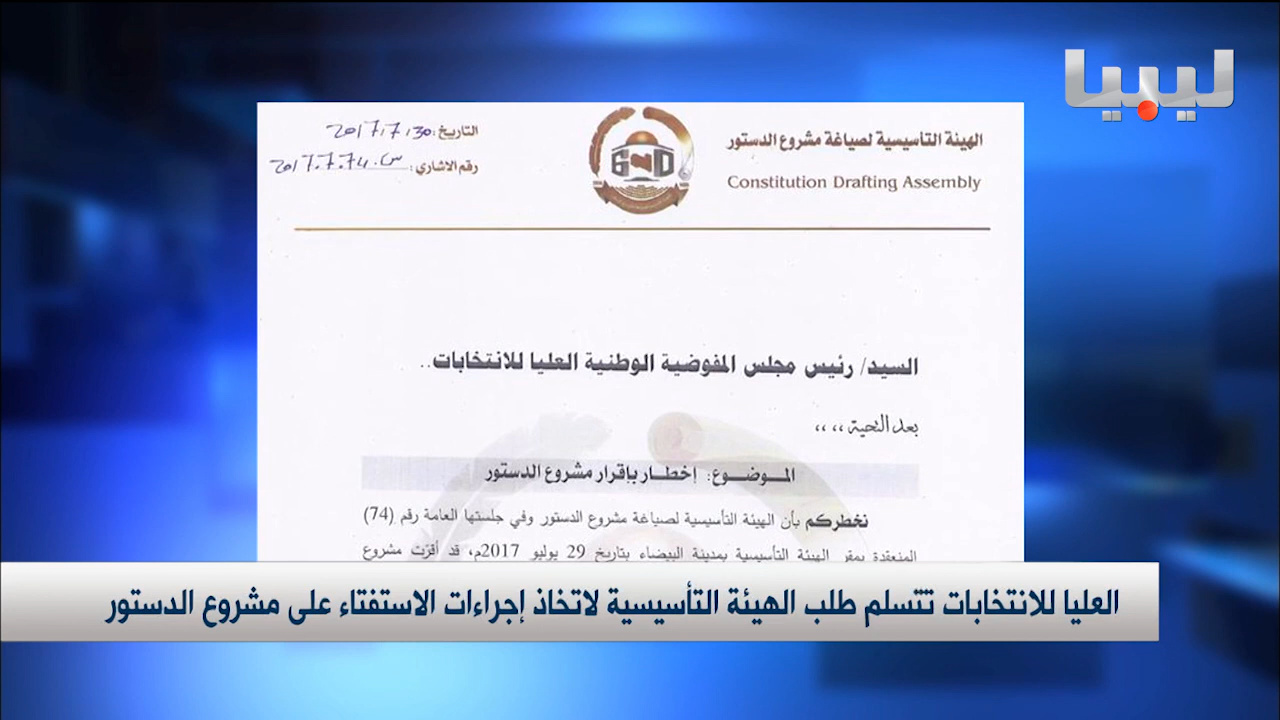 ليبيا
الهيئة التأسيسية لصياغة مشروع الدستور
Constitution Drafting Assembly
التاريخ: 2017,7,30
رقم الاشاري: 2017.7.74.س
السيد/ رئيس مجلس المفوضية الوطنية العليا للانتخابات..
بعد التحية ،، ،،
الموضوع: إخطار بإقرار مشروع الدستور
نخطركم بأن الهيئة التأسيسية لصياغة مشروع الدستور وفي جلستها العامة رقم (74)
المنعقدة بمقر الهيئة التأسيسية بمدينة البيضاء بتاريخ 29 يوليو 2017م، قد أقرّت مشروع
العليا للانتخابات تتسلم طلب الهيئة التأسيسية لاتخاذ إجراءات الاستفتاء على مشروع الدستور